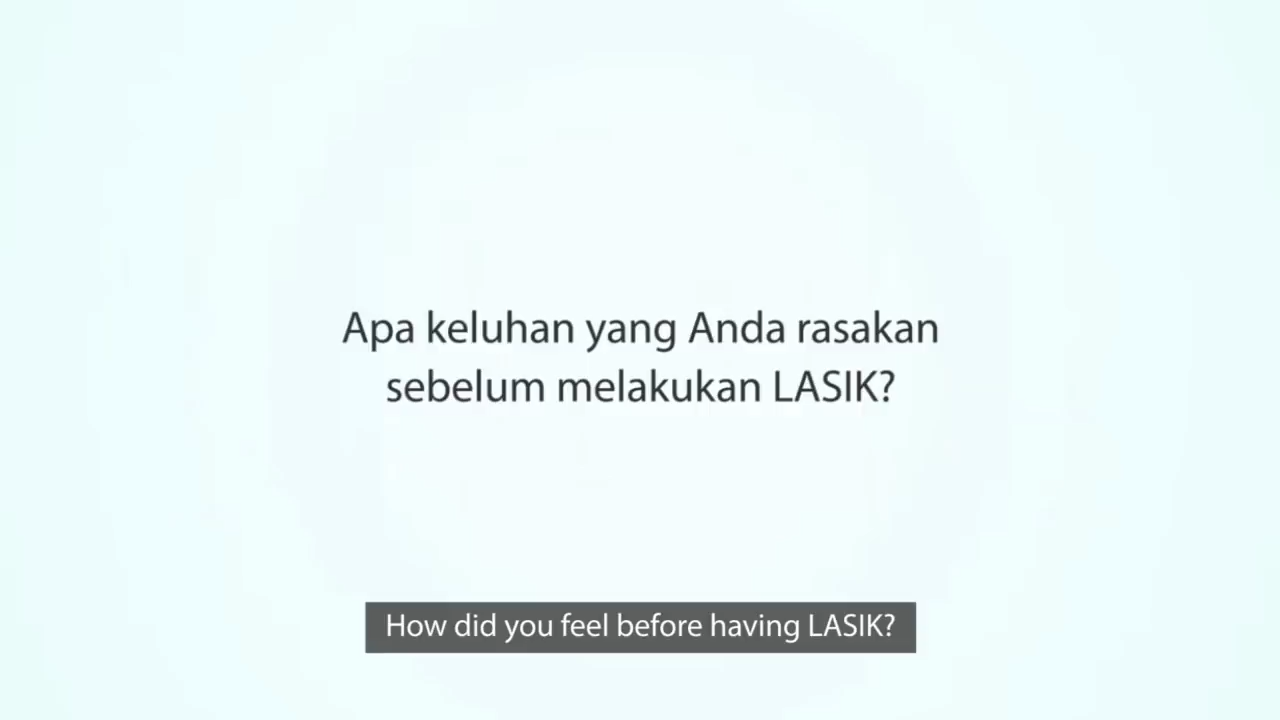 Apa keluhan yang Anda rasakan
sebelum melakukan LASIK?
How did you feel before having LASIK?